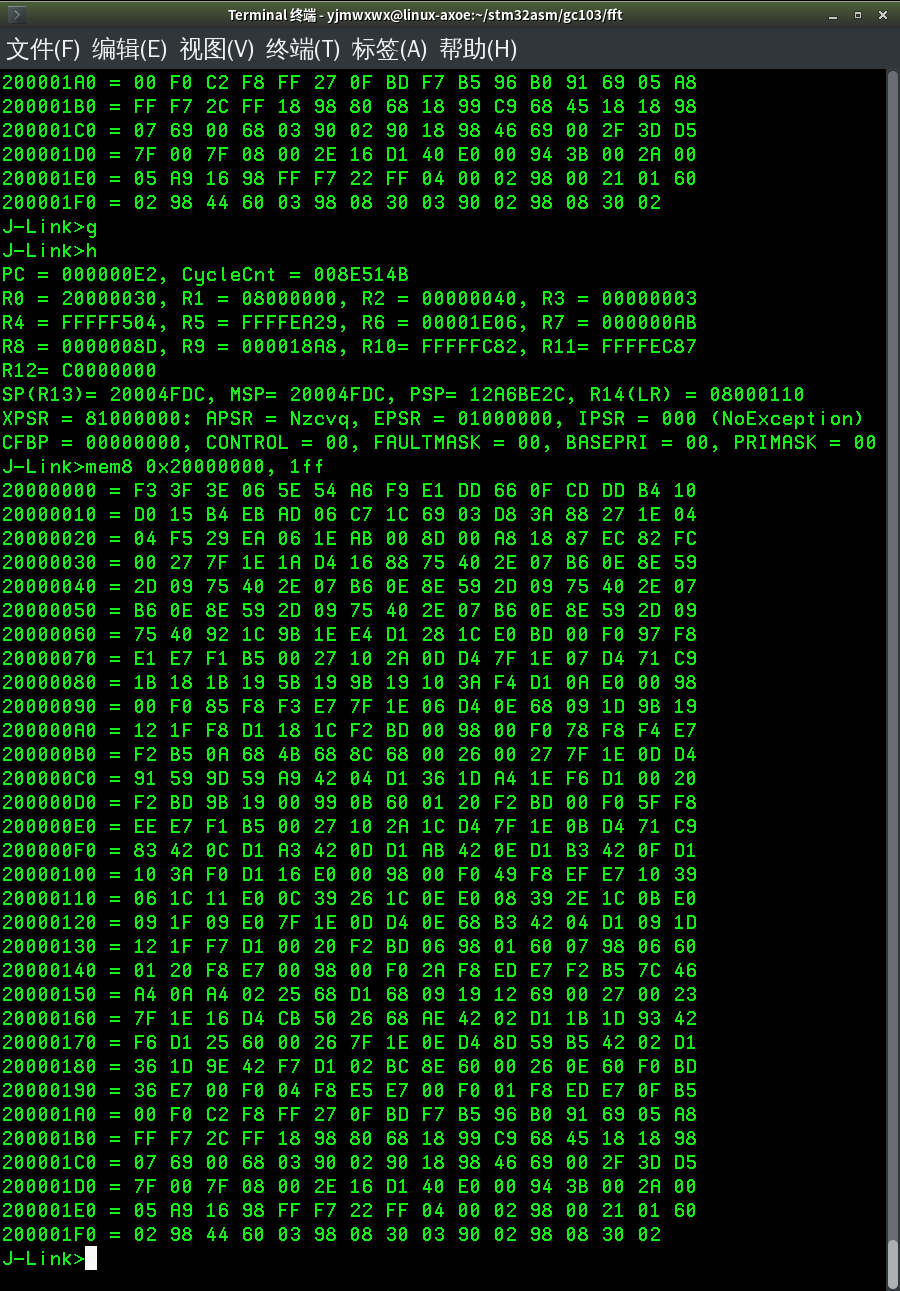 Terminal 终端 - yjmwxwx@linux-axoe:~/stm32asm/gc103/fft
文件(F) 编辑(E) 视图(V) 终端(T) 标签(A) 帮助(H)
200001A0 = 00 F0 C2 F8 FF 27 0F BD F7 B5 96 B0 91 69 05 A8
200001B0 = FF F7 2C FF 18 98 80 68 18 99 C9 68 45 18 18 98
200001C0 = 07 69 00 68 03 90 02 90 18 98 46 69 00 2F 3D D5
200001D0 = 7F 00 7F 08 00 2E 16 D1 40 E0 00 94 3B 00 2A 00
200001E0 = 05 A9 16 98 FF F7 22 FF 04 00 02 98 00 21 01 60
200001F0 = 02 98 44 60 03 98 08 30 03 90 02 98 08 30 02
J-Link>g
J-Link>h
PC = 000000E2, CycleCnt = 008E514B
R0 = 20000030, R1 = 08000000, R2 = 00000040, R3 = 00000003
R4 = FFFFF504, R5 = FFFFEA29, R6 = 00001E06, R7 = 000000AB
R8 = 0000008D, R9 = 000018A8, R10= FFFFFC82, R11= FFFFEC87
R12= C0000000
SP(R13)= 20004FDC, MSP= 20004FDC, PSP= 12A6BE2C, R14(LR) = 08000110
XPSR = 81000000: APSR = Nzcvq, EPSR = 01000000, IPSR = 000 (NoException)
CFBP = 00000000, CONTROL = 00, FAULTMASK = 00, BASEPRI = 00, PRIMASK = 00
J-Link>mem8 0x20000000, 1ff
20000000 = F3 3F 3E 06 5E 54 A6 F9 E1 DD 66 0F CD DD B4 10
20000010 = D0 15 B4 EB AD 06 C7 1C 69 03 D8 3A 88 27 1E 04
20000020 = 04 F5 29 EA 06 1E AB 00 8D 00 A8 18 87 EC 82 FC
20000030 = 00 27 7F 1E 1A D4 16 88 75 40 2E 07 B6 0E 8E 59
20000040 = 2D 09 75 40 2E 07 B6 0E 8E 59 2D 09 75 40 2E 07
20000050 = B6 0E 8E 59 2D 09 75 40 2E 07 B6 0E 8E 59 2D 09
20000060 = 75 40 92 1C 9B 1E E4 D1 28 1C E0 BD 00 F0 97 F8
20000070 = E1 E7 F1 B5 00 27 10 2A 0D D4 7F 1E 07 D4 71 C9
20000080 = 1B 18 1B 19 5B 19 9B 19 10 3A F4 D1 0A E0 00 98
20000090 = 00 F0 85 F8 F3 E7 7F 1E 06 D4 0E 68 09 1D 9B 19
200000A0 = 12 1F F8 D1 18 1C F2 BD 00 98 00 F0 78 F8 F4 E7
200000B0 = F2 B5 0A 68 4B 68 8C 68 00 26 00 27 7F 1E 0D D4
200000C0 = 91 59 9D 59 A9 42 04 D1 36 1D A4 1E F6 D1 00 20
200000D0 = F2 BD 9B 19 00 99 0B 60 01 20 F2 BD 00 F0 5F F8
200000E0 = EE E7 F1 B5 00 27 10 2A 1C D4 7F 1E 0B D4 71 C9
200000F0 = 83 42 0C D1 A3 42 0D D1 AB 42 0E D1 B3 42 0F D1
20000100 = 10 3A F0 D1 16 E0 00 98 00 F0 49 F8 EF E7 10 39
20000110 = 06 1C 11 E0 0C 39 26 1C 0E E0 08 39 2E 1C 0B E0
20000120 = 09 1F 09 E0 7F 1E 0D D4 0E 68 B3 42 04 D1 09 1D
20000130 = 12 1F F7 D1 00 20 F2 BD 06 98 01 60 07 98 06 60
20000140 = 01 20 F8 E7 00 98 00 F0 2A F8 ED E7 F2 B5 7C 46
20000150 = A4 0A A4 02 25 68 D1 68 09 19 12 69 00 27 00 23
20000160 = 7F 1E 16 D4 CB 50 26 68 AE 42 02 D1 1B 1D 93 42
20000170 = F6 D1 25 60 00 26 7F 1E 0E D4 8D 59 B5 42 02 D1
20000180 = 36 1D 9E 42 F7 D1 02 BC 8E 60 00 26 0E 60 F0 BD
20000190 = 36 E7 00 F0 04 F8 E5 E7 00 F0 01 F8 ED E7 0F B5
200001A0 = 00 F0 C2 F8 FF 27 0F BD F7 B5 96 B0 91 69 05 A8
200001B0 = FF F7 2C FF 18 98 80 68 18 99 C9 68 45 18 18 98
200001C0 = 07 69 00 68 03 90 02 90 18 98 46 69 00 2F 3D D5
200001D0 = 7F 00 7F 08 00 2E 16 D1 40 E0 00 94 3B 00 2A 00
200001E0 = 05 A9 16 98 FF F7 22 FF 04 00 02 98 00 21 01 60
200001F0 = 02 98 44 60 03 98 08 30 03 90 02 98 08 30 02
J-Link>